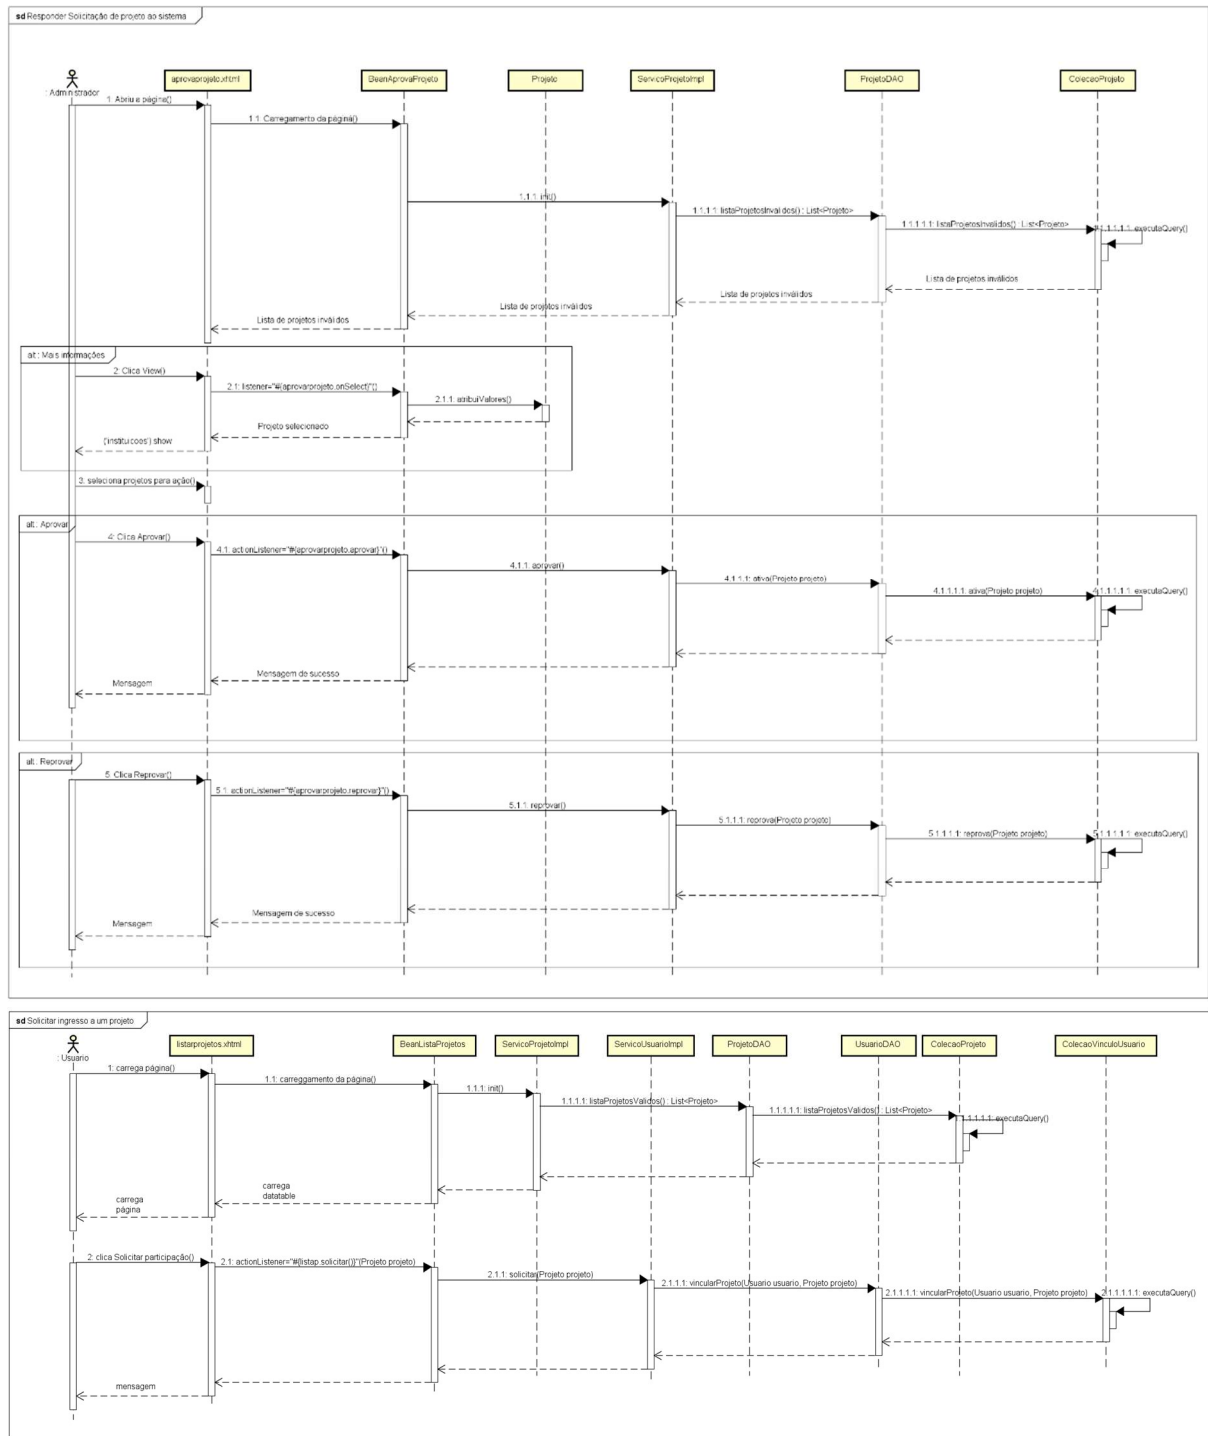 sd Responder Solicitação de projeto ao sistema
: Administrador
aprovaprojeto.xhtml
BeanAprovaProjeto
Projeto
ServicoProjetoImpl
ProjetoDAO
ColecaoProjeto
1: Abriu a página()
1.1: Carregamento da página()
1.1.1: init()
1.1.1.1: listaProjetosInvalidos() : List<Projeto>
1.1.1.1.1: listaProjetosInvalidos() : List<Projeto>
1.1.1.1.1.1: executaQuery()
Lista de projetos inválidos
Lista de projetos inválidos
Lista de projetos inválidos
Lista de projetos inválidos
alt : Mais informações
2: Clica View()
2.1: listener="#{aprovarprojeto.onSelect}"()
2.1.1: atribuiValores()
Projeto selecionado
('instituicoes').show
3: seleciona projetos para ação()
alt : Aprovar
4: Clica Aprovar()
4.1: actionListener="#{aprovarprojeto.aprovar}"()
4.1.1: aprovar()
4.1.1.1: ativa(Projeto projeto)
4.1.1.1.1: ativa(Projeto projeto)
4.1.1.1.1.1: executaQuery()
Mensagem de sucesso
Mensagem
alt : Reprovar
5: Clica Reprovar()
5.1: actionListener="#{aprovarprojeto.reprovar}"()
5.1.1: reprovar()
5.1.1.1: reprova(Projeto projeto)
5.1.1.1.1: reprova(Projeto projeto)
5.1.1.1.1.1: executaQuery()
Mensagem de sucesso
Mensagem
sd Solicitar ingresso a um projeto
: Usuario
listarprojetos.xhtml
BeanListaProjetos
ServicoProjetoImpl
ServicoUsuarioImpl
ProjetoDAO
UsuarioDAO
ColecaoProjeto
ColecaoVinculoUsuario
1: carrega página()
1.1: carreggamento da página()
1.1.1: init()
1.1.1.1: listaProjetosValidos() : List<Projeto>
1.1.1.1.1: listaProjetosValidos() : List<Projeto>
1.1.1.1.1.1: executaQuery()
carrega
datatable
carrega
página
2: clica Solicitar participação()
2.1: actionListener="#{listap.solicitar()}"(Projeto projeto)
2.1.1: solicitar(Projeto projeto)
2.1.1.1: vincularProjeto(Usuario usuario, Projeto projeto)
2.1.1.1.1: vincularProjeto(Usuario usuario, Projeto projeto)
2.1.1.1.1.1: executaQuery()
mensagem